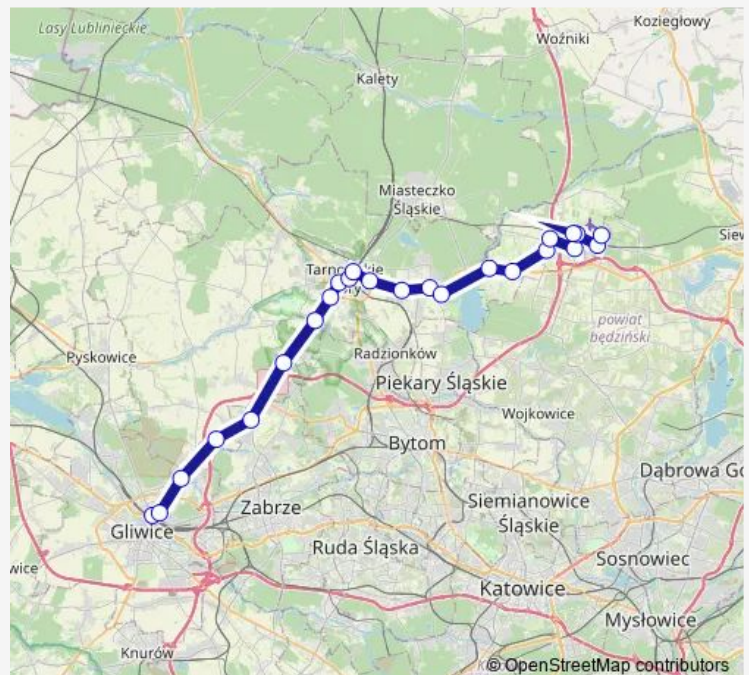 Koziegłowy
Lasy Lublinieckie
Woźniki
Kalety
Miasteczko
Śląskie
Siew
powiat
będziński
Radzionków
Pyskowice
Piekary Śląskie
Wojkowice
Bytom
Dąbrowa Gó
Zabrze
Siemianowice
Śląskie
Gliwice
Ruda Śląska
Sosnowiec
wice
Katowice
Mysłowice
Knurów
© OpenStreetMap contributors